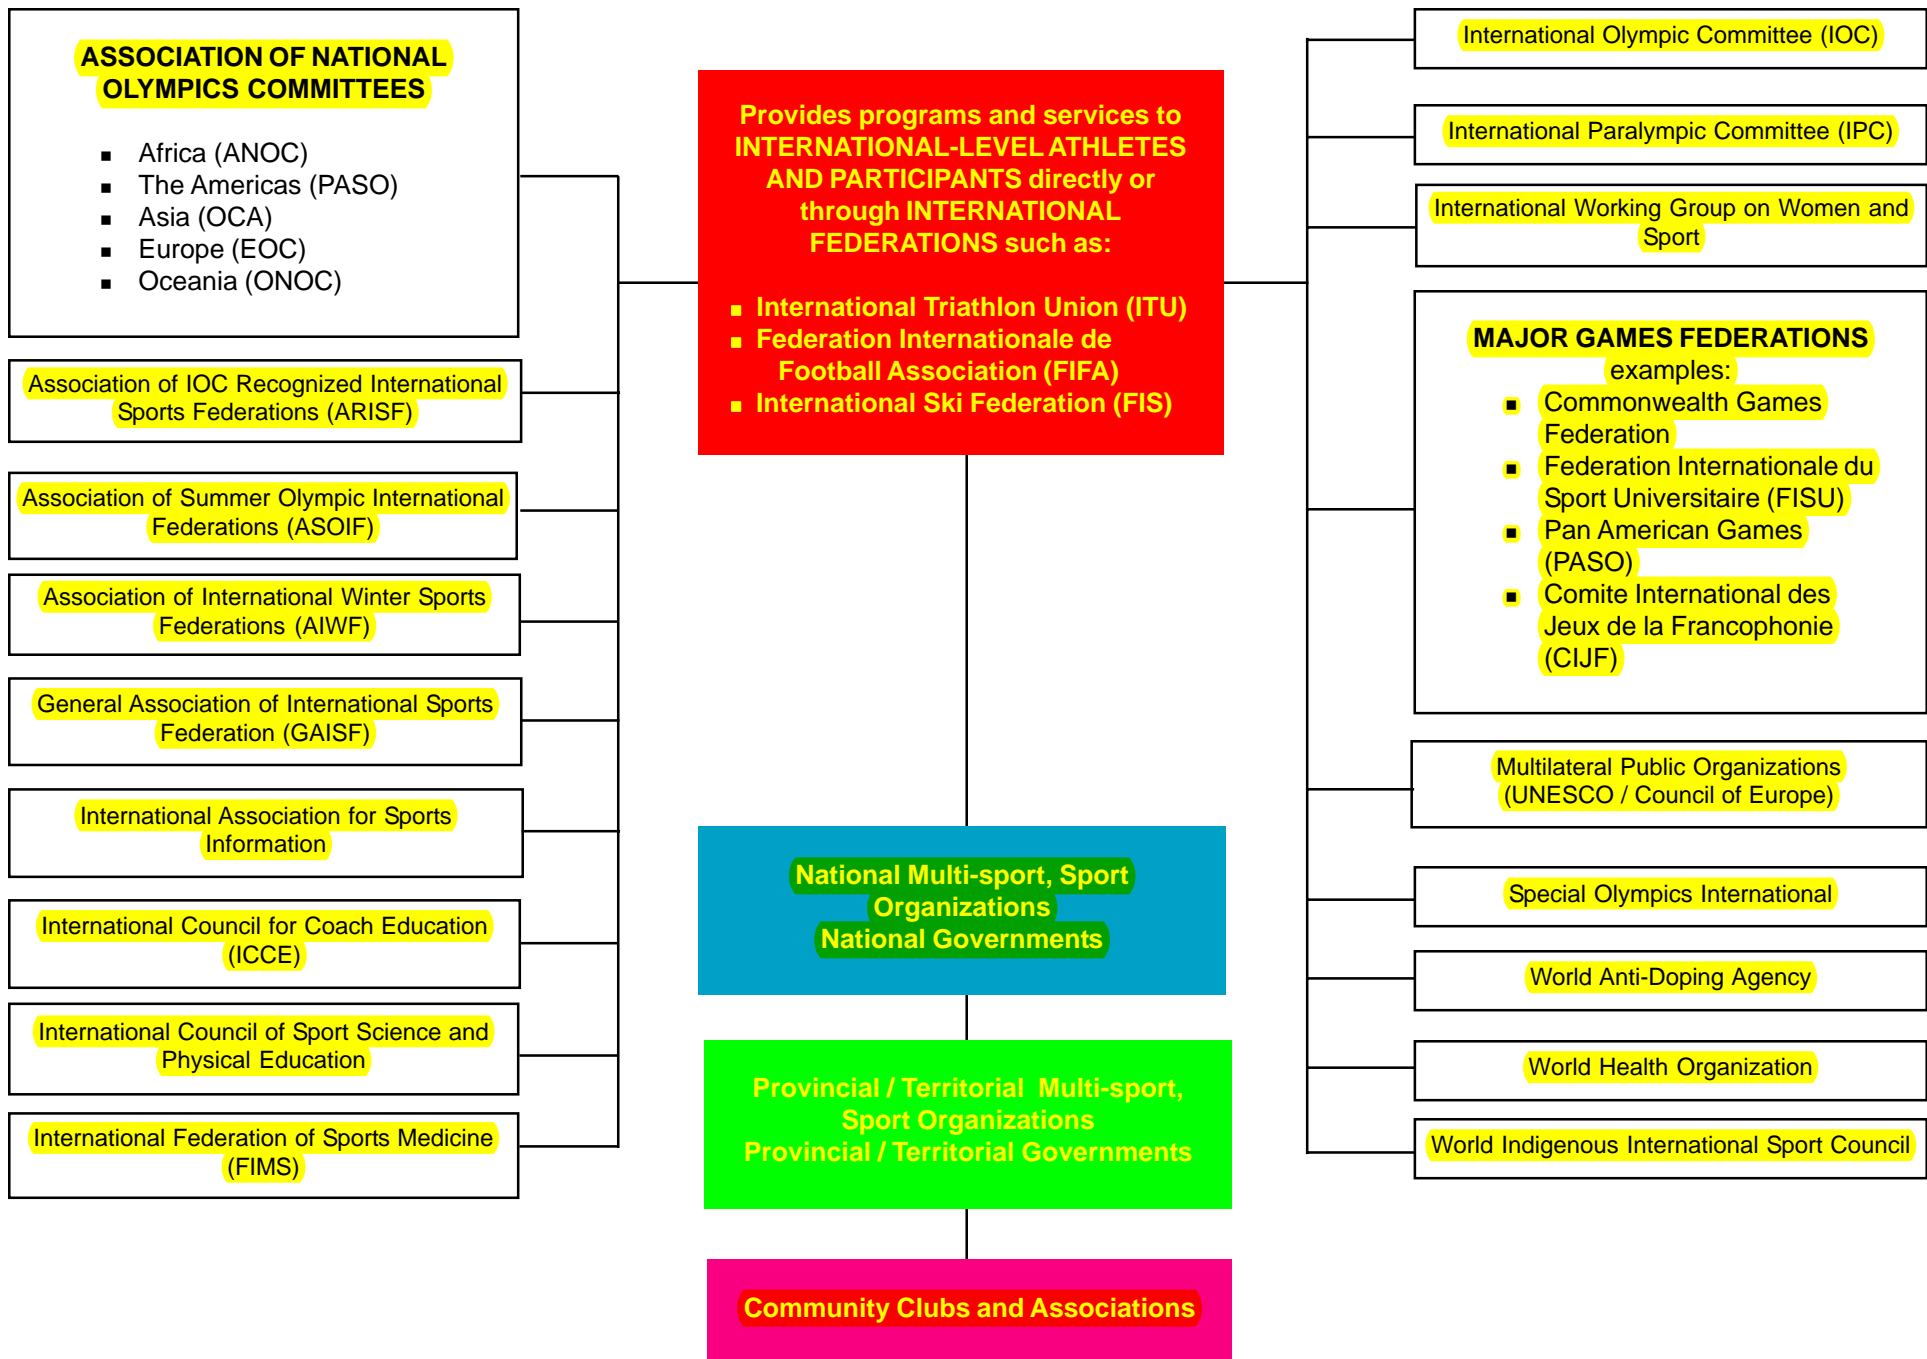 ASSOCIATION OF NATIONAL
OLYMPICS COMMITTEES
■ Africa (ANOC)
■ The Americas (PASO)
■ Asia (OCA)
■ Europe (EOC)
■ Oceania (ONOC)
Association of IOC Recognized International
Sports Federations (ARISF)
Association of Summer Olympic International
Federations (ASOIF)
Association of International Winter Sports
Federations (AIWF)
General Association of International Sports
Federation (GAISF)
International Association for Sports
Information
International Council for Coach Education
(ICCE)
International Council of Sport Science and
Physical Education
International Federation of Sports Medicine
(FIMS)
Provides programs and services to
INTERNATIONAL-LEVEL ATHLETES
AND PARTICIPANTS directly or
through INTERNATIONAL
FEDERATIONS such as:
■ International Triathlon Union (ITU)
■ Federation Internationale de
Football Association (FIFA)
■ International Ski Federation (FIS)
National Multi-sport, Sport
Organizations
National Governments
Provincial / Territorial Multi-sport,
Sport Organizations
Provincial / Territorial Governments
Community Clubs and Associations
International Olympic Committee (IOC)
International Paralympic Committee (IPC)
International Working Group on Women and
Sport
MAJOR GAMES FEDERATIONS
examples:
■ Commonwealth Games
Federation
■ Federation Internationale du
Sport Universitaire (FISU)
■ Pan American Games
(PASO)
■ Comite International des
Jeux de la Francophonie
(CIJF)
Multilateral Public Organizations
(UNESCO / Council of Europe)
Special Olympics International
World Anti-Doping Agency
World Health Organization
World Indigenous International Sport Council